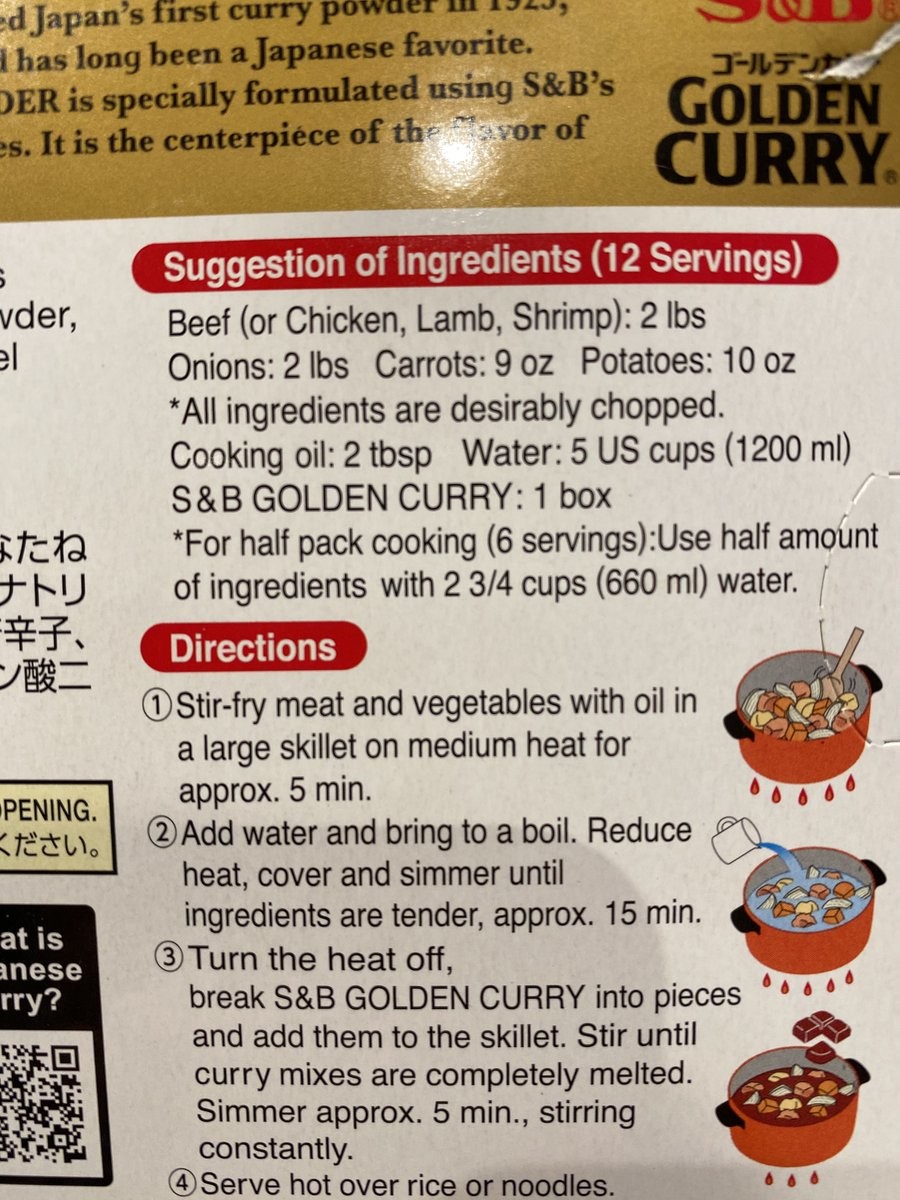 ed Japan's first curry powder in 1923,
has long been a Japanese favorite.
DER is specially formulated using S&B's
es. It is the centerpiece of the flavor of
S&B
ゴールデンカ
GOLDEN
CURRY®
s
wder,
el
Suggestion of Ingredients (12 Servings)
Beef (or Chicken, Lamb, Shrimp): 2 lbs
Onions: 2 lbs Carrots: 9 oz Potatoes: 10 oz
*All ingredients are desirably chopped.
Cooking oil: 2 tbsp Water: 5 US cups (1200 ml)
S&B GOLDEN CURRY: 1 box
*For half pack cooking (6 servings):Use half amount
of ingredients with 2 3/4 cups (660 ml) water.
なたね
ナトリ
辛子、
ン酸二
Directions
①Stir-fry meat and vegetables with oil in
a large skillet on medium heat for
approx. 5 min.
②Add water and bring to a boil. Reduce
heat, cover and simmer until
ingredients are tender, approx. 15 min.
③Turn the heat off,
break S&B GOLDEN CURRY into pieces
and add them to the skillet. Stir until
curry mixes are completely melted.
Simmer approx. 5 min., stirring
constantly.
④Serve hot over rice or noodles.
OPENING.
ください。
at is
anese
rry?